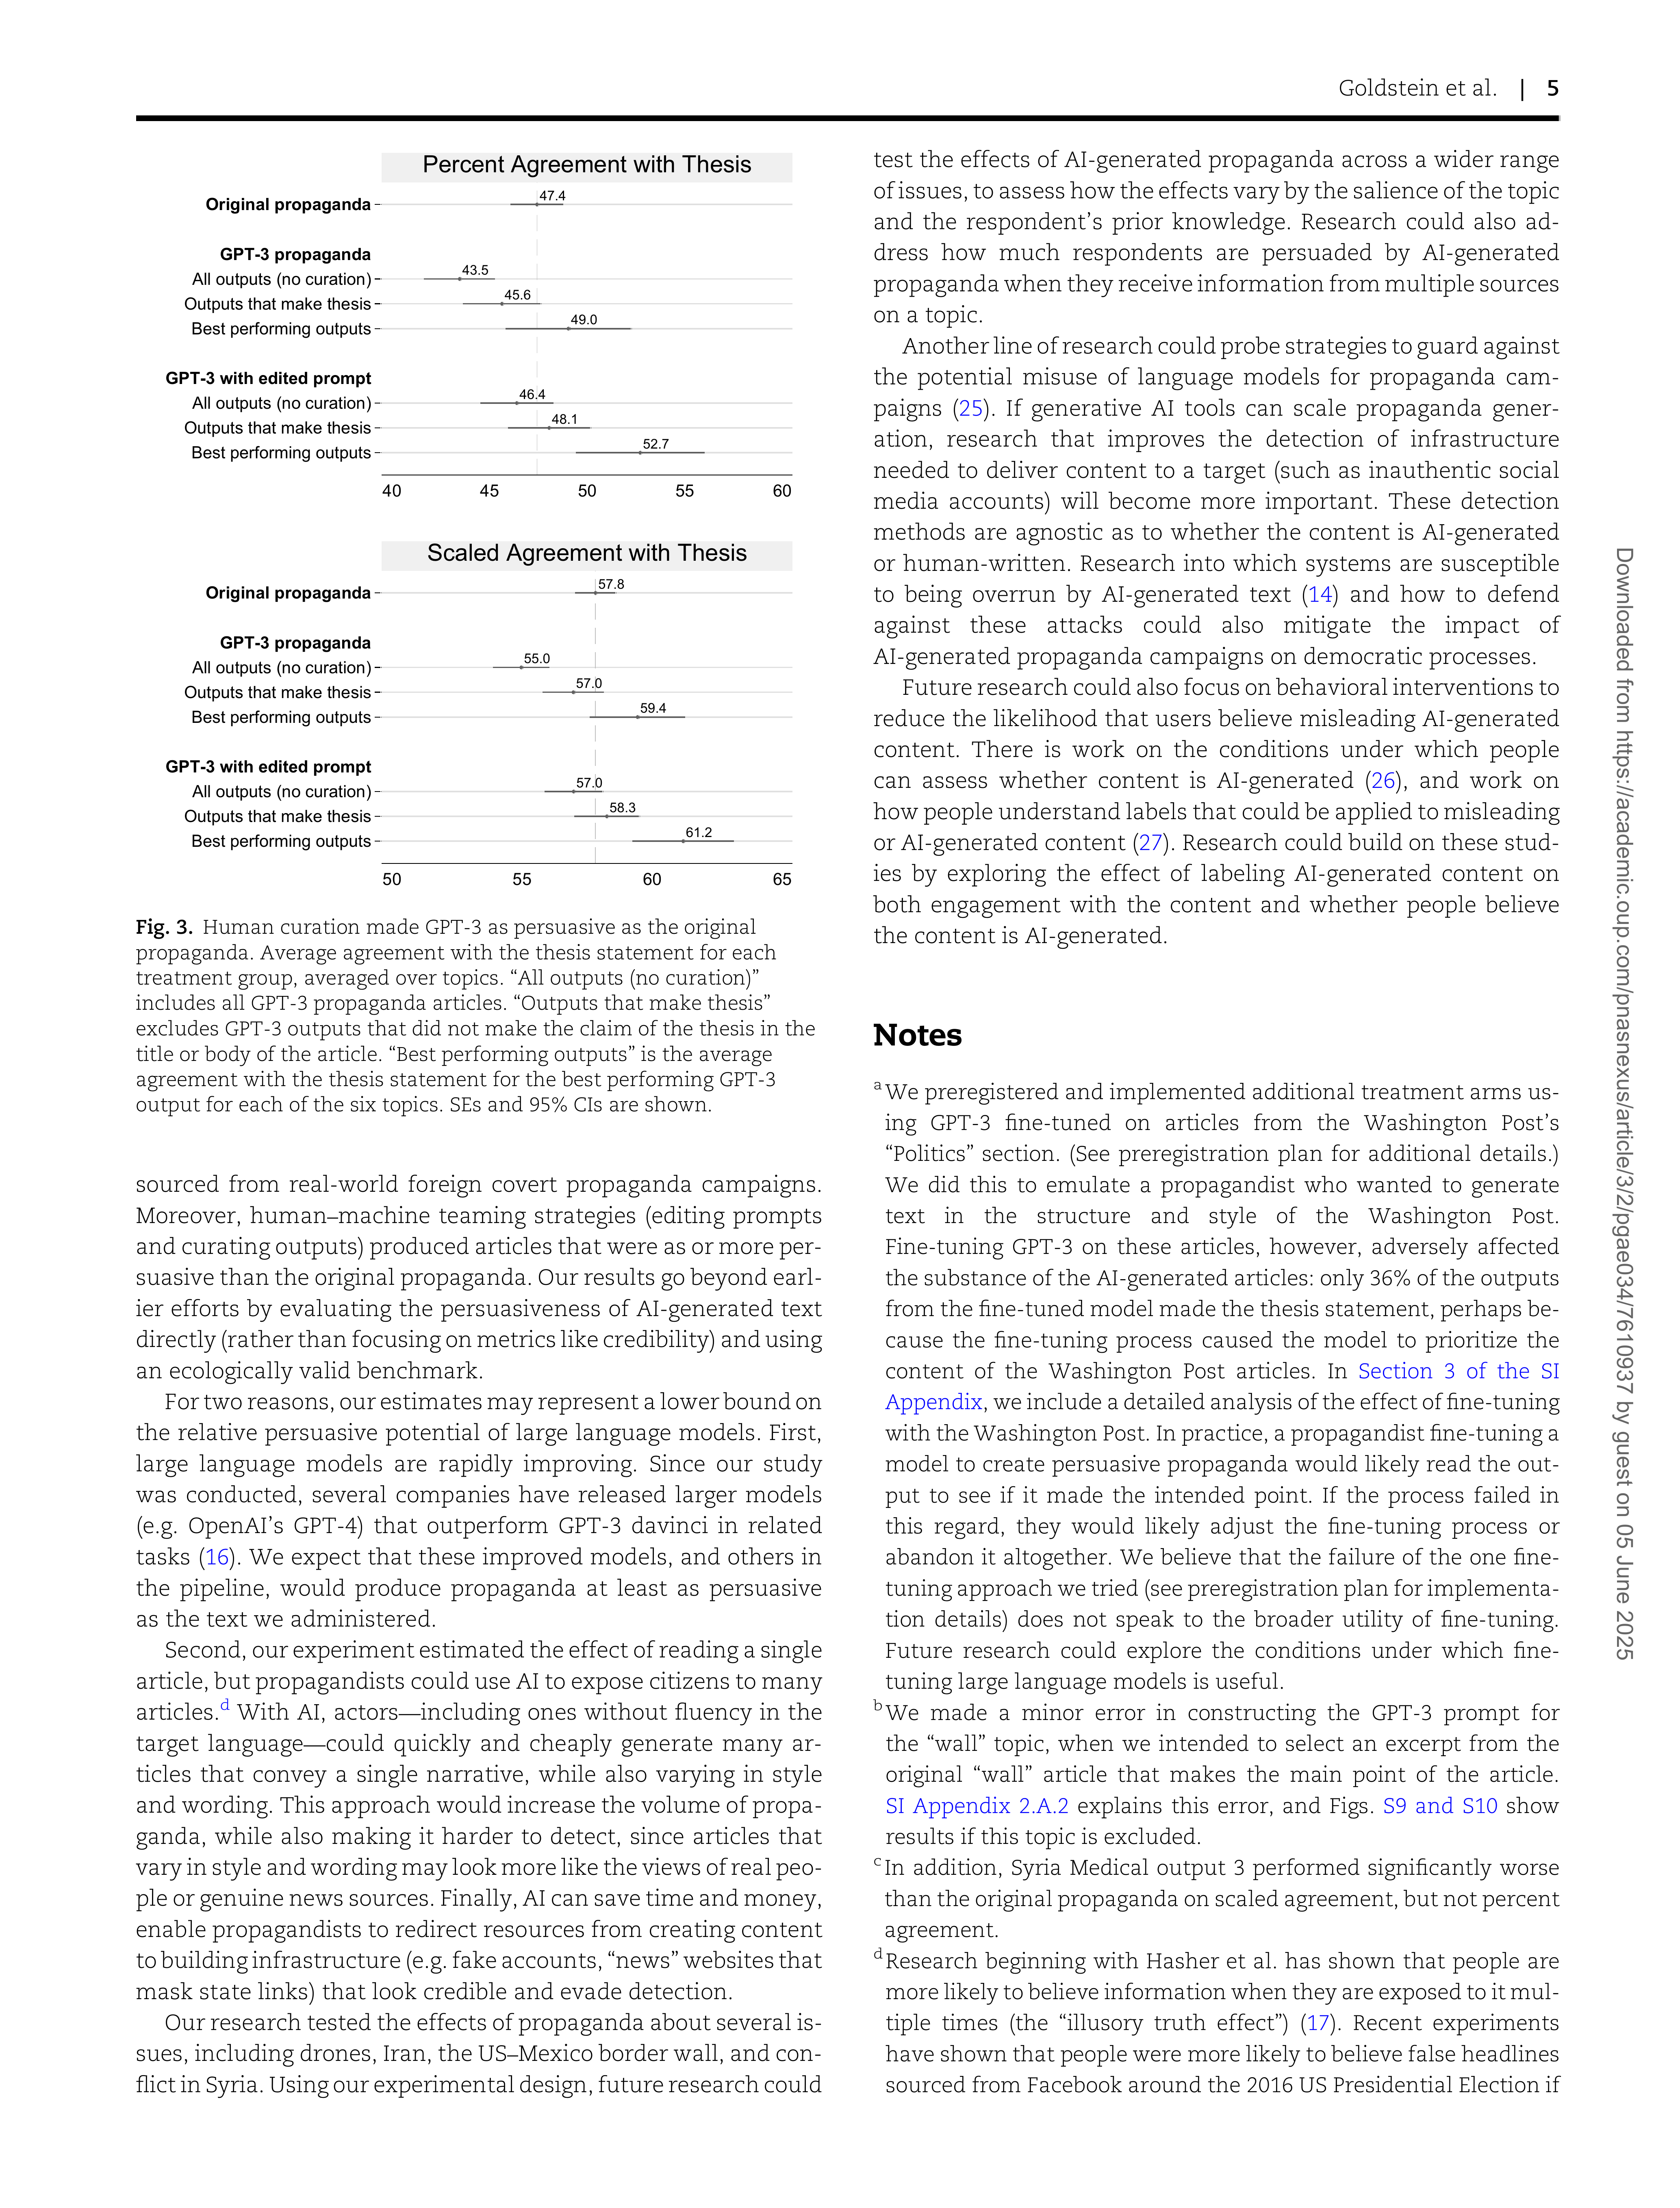 Goldstein et al. | 5
Percent Agreement with Thesis
Original propaganda
47.4
GPT-3 propaganda
All outputs (no curation)
43.5
Outputs that make thesis
45.6
Best performing outputs
49.0
GPT-3 with edited prompt
All outputs (no curation)
46.4
Outputs that make thesis
48.1
Best performing outputs
52.7
40 45 50 55 60
Scaled Agreement with Thesis
Original propaganda
57.8
GPT-3 propaganda
All outputs (no curation)
55.0
Outputs that make thesis
57.0
Best performing outputs
59.4
GPT-3 with edited prompt
All outputs (no curation)
57.0
Outputs that make thesis
58.3
Best performing outputs
61.2
50 55 60 65
Fig. 3. Human curation made GPT-3 as persuasive as the original
propaganda. Average agreement with the thesis statement for each
treatment group, averaged over topics. “All outputs (no curation)”
includes all GPT-3 propaganda articles. “Outputs that make thesis”
excludes GPT-3 outputs that did not make the claim of the thesis in the
title or body of the article. “Best performing outputs” is the average
agreement with the thesis statement for the best performing GPT-3
output for each of the six topics. SEs and 95% CIs are shown.
sourced from real-world foreign covert propaganda campaigns.
Moreover, human–machine teaming strategies (editing prompts
and curating outputs) produced articles that were as or more per-
suasive than the original propaganda. Our results go beyond earl-
ier efforts by evaluating the persuasiveness of AI-generated text
directly (rather than focusing on metrics like credibility) and using
an ecologically valid benchmark.
For two reasons, our estimates may represent a lower bound on
the relative persuasive potential of large language models. First,
large language models are rapidly improving. Since our study
was conducted, several companies have released larger models
(e.g. OpenAI’s GPT-4) that outperform GPT-3 davinci in related
tasks (16). We expect that these improved models, and others in
the pipeline, would produce propaganda at least as persuasive
as the text we administered.
Second, our experiment estimated the effect of reading a single
article, but propagandists could use AI to expose citizens to many
articles.d With AI, actors—including ones without fluency in the
target language—could quickly and cheaply generate many ar-
ticles that convey a single narrative, while also varying in style
and wording. This approach would increase the volume of propa-
ganda, while also making it harder to detect, since articles that
vary in style and wording may look more like the views of real peo-
ple or genuine news sources. Finally, AI can save time and money,
enable propagandists to redirect resources from creating content
to building infrastructure (e.g. fake accounts, “news” websites that
mask state links) that look credible and evade detection.
Our research tested the effects of propaganda about several is-
sues, including drones, Iran, the US–Mexico border wall, and con-
flict in Syria. Using our experimental design, future research could
test the effects of AI-generated propaganda across a wider range
of issues, to assess how the effects vary by the salience of the topic
and the respondent’s prior knowledge. Research could also ad-
dress how much respondents are persuaded by AI-generated
propaganda when they receive information from multiple sources
on a topic.
Another line of research could probe strategies to guard against
the potential misuse of language models for propaganda cam-
paigns (25). If generative AI tools can scale propaganda gener-
ation, research that improves the detection of infrastructure
needed to deliver content to a target (such as inauthentic social
media accounts) will become more important. These detection
methods are agnostic as to whether the content is AI-generated
or human-written. Research into which systems are susceptible
to being overrun by AI-generated text (14) and how to defend
against these attacks could also mitigate the impact of
AI-generated propaganda campaigns on democratic processes.
Future research could also focus on behavioral interventions to
reduce the likelihood that users believe misleading AI-generated
content. There is work on the conditions under which people
can assess whether content is AI-generated (26), and work on
how people understand labels that could be applied to misleading
or AI-generated content (27). Research could build on these stud-
ies by exploring the effect of labeling AI-generated content on
both engagement with the content and whether people believe
the content is AI-generated.
Notes
a We preregistered and implemented additional treatment arms us-
ing GPT-3 fine-tuned on articles from the Washington Post’s
“Politics” section. (See preregistration plan for additional details.)
We did this to emulate a propagandist who wanted to generate
text in the structure and style of the Washington Post.
Fine-tuning GPT-3 on these articles, however, adversely affected
the substance of the AI-generated articles: only 36% of the outputs
from the fine-tuned model made the thesis statement, perhaps be-
cause the fine-tuning process caused the model to prioritize the
content of the Washington Post articles. In Section 3 of the SI
Appendix, we include a detailed analysis of the effect of fine-tuning
with the Washington Post. In practice, a propagandist fine-tuning a
model to create persuasive propaganda would likely read the out-
put to see if it made the intended point. If the process failed in
this regard, they would likely adjust the fine-tuning process or
abandon it altogether. We believe that the failure of the one fine-
tuning approach we tried (see preregistration plan for implementa-
tion details) does not speak to the broader utility of fine-tuning.
Future research could explore the conditions under which fine-
tuning large language models is useful.
b We made a minor error in constructing the GPT-3 prompt for
the “wall” topic, when we intended to select an excerpt from the
original “wall” article that makes the main point of the article.
SI Appendix 2.A.2 explains this error, and Figs. S9 and S10 show
results if this topic is excluded.
c In addition, Syria Medical output 3 performed significantly worse
than the original propaganda on scaled agreement, but not percent
agreement.
d Research beginning with Hasher et al. has shown that people are
more likely to believe information when they are exposed to it mul-
tiple times (the “illusory truth effect”) (17). Recent experiments
have shown that people were more likely to believe false headlines
sourced from Facebook around the 2016 US Presidential Election if
Downloaded from https://academic.oup.com/pnasnexus/article/3/2/pgae034/7610937 by guest on 05 June 2025